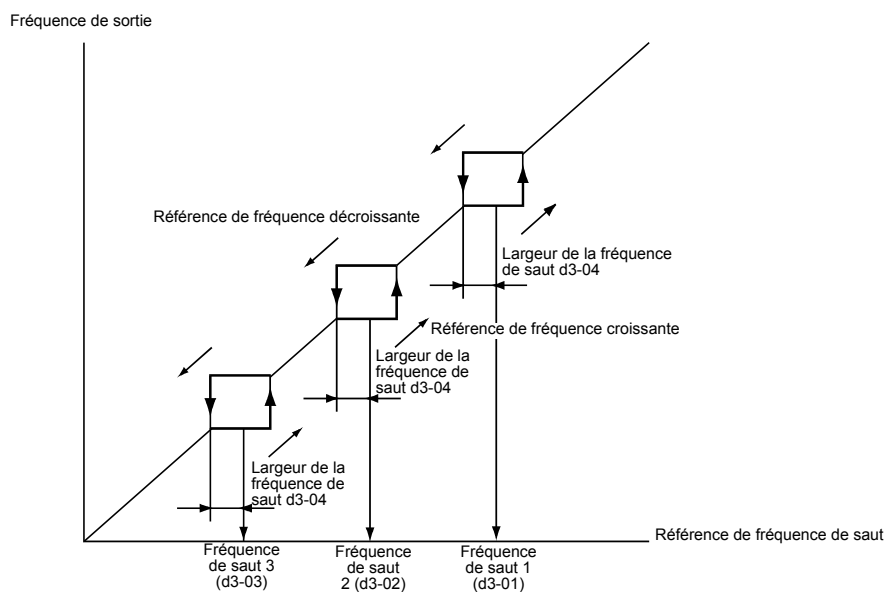 Fréquence de sortie
Référence de fréquence décroissante
Largeur de la fréquence
de saut d3-04
Référence de fréquence croissante
Largeur de la
fréquence de
saut d3-04
Largeur de la
fréquence de
saut d3-04
Référence de fréquence de saut
Fréquence
de saut 3
(d3-03)
Fréquence
de saut
2 (d3-02)
Fréquence
de saut 1
(d3-01)